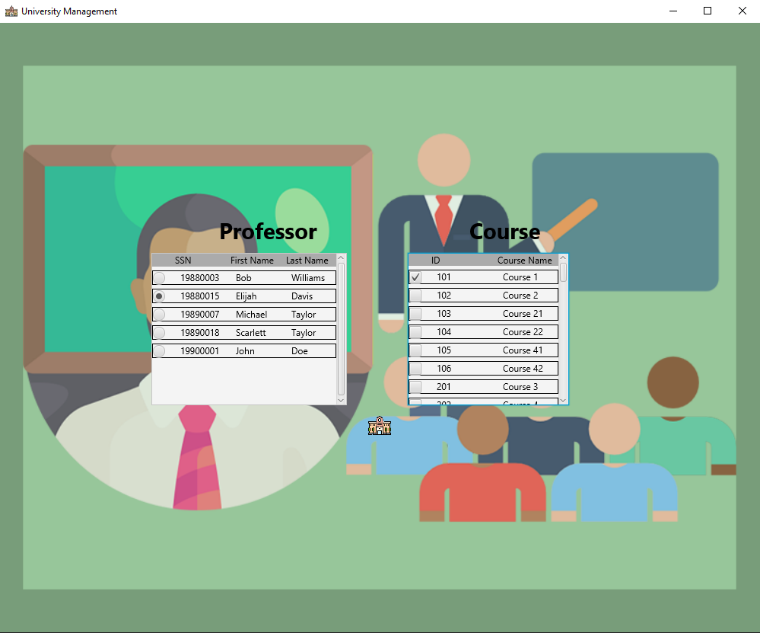 University Management
Professor
SSN First Name Last Name
19880003 Bob Williams
19880015 Elijah Davis
19890007 Michael Taylor
19890018 Scarlett Taylor
19900001 John Doe
Course
ID Course Name
101 Course 1
102 Course 2
103 Course 21
104 Course 22
105 Course 41
106 Course 42
201 Course 3